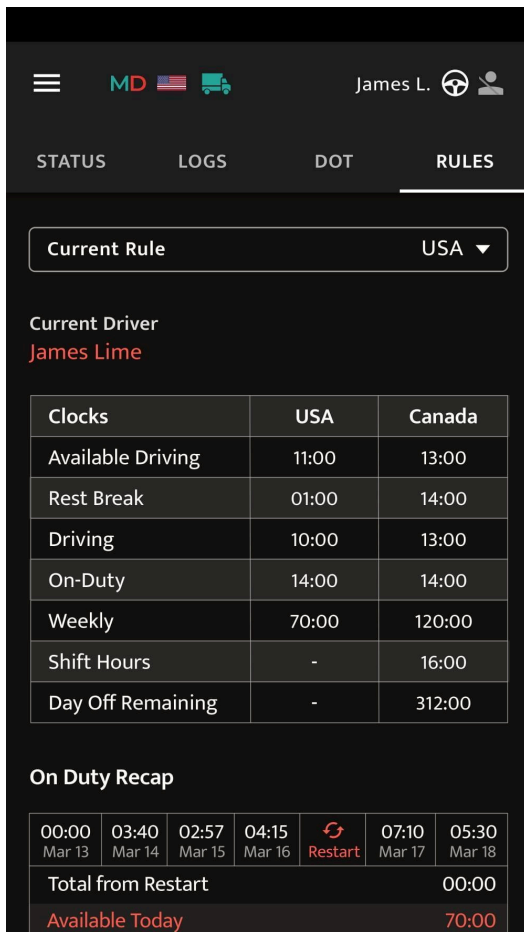 MD James L.
STATUS LOGS DOT RULES
Current Rule USA
Current Driver
James Lime
Clocks USA Canada
Available Driving 11:00 13:00
Rest Break 01:00 14:00
Driving 10:00 13:00
On-Duty 14:00 14:00
Weekly 70:00 120:00
Shift Hours - 16:00
Day Off Remaining - 312:00
On Duty Recap
00:00 03:40 02:57 04:15 07:10 05:30
Mar 13 Mar 14 Mar 15 Mar 16 Restart Mar 17 Mar 18
Total from Restart 00:00
Available Today 70:00